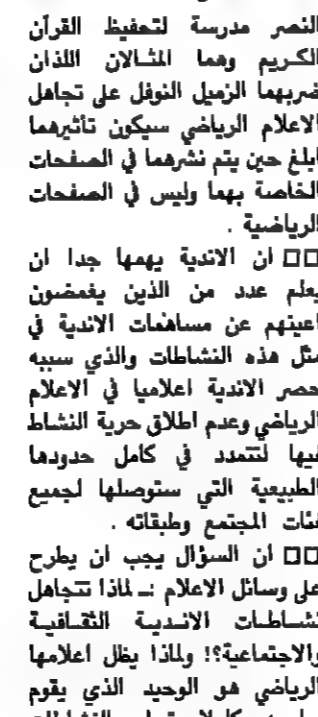 النصر مدرسة لتحفيظ القرآن
الكريم وهما المثالان اللذان
ضربهما الزميل النوفل على تجاهل
الاعلام الرياضي سيكون تأثيرهما
ابلغ حين يتم نشرهما في الصفحات
الخاصة بهما وليس في الصفحات
الرياضية .
□□ ان الاندية يهمها جدا ان
يعلم عدد من الذين يغمضون
اعينهم عن مساهمات الاندية في
مثل هذه النشاطات والذي سببه
حصر الاندية اعلاميا في الاعلام
الرياضي وعدم اطلاق حرية النشاط
فيها لتتمدد في كامل حدودها
الطبيعية التي ستوصلها لجميع
فئات المجتمع وطبقاته .
□□ ان السؤال يجب ان يطرح
على وسائل الاعلام :ـ لماذا تتجاهل
نشاطات الاندية الثقافية
والاجتماعية؟! ولماذا يظل اعلامها
الرياضي هو الوحيد الذي يقوم